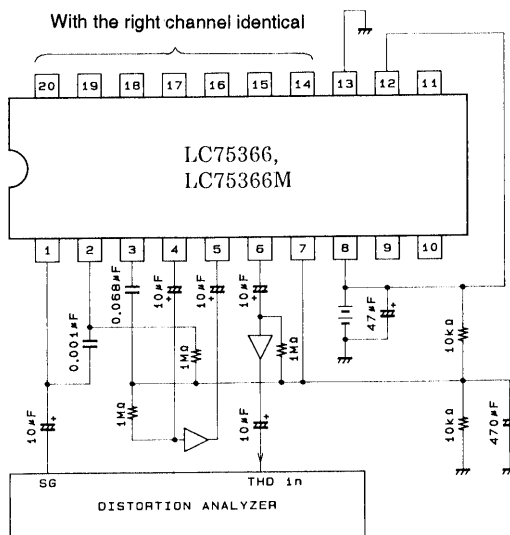 With the right channel identical
20 19 18 17 16 15 14 13 12 11
LC75366,
LC75366M
1 2 3 4 5 6 7 8 9 10
0.001μF
0.068μF
10μF
+
10μF
+
10μF
+
47μF
+
10kΩ
1MΩ
1MΩ
1MΩ
10μF
+
10μF
+
10kΩ
470μF
SG THD in
DISTORTION ANALYZER